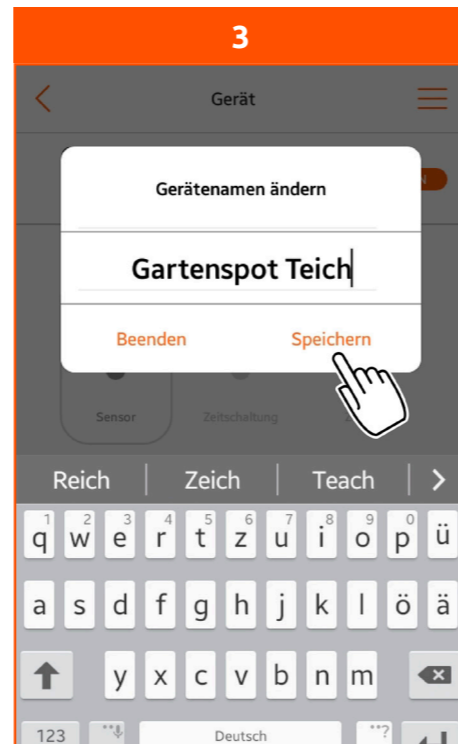 3
Gerät
Gerätenamen ändern
Gartenspot Teich
Beenden Speichern
Sensor Zeitschaltung
Reich Zeich Teach
1 2 3 4 5 6 7 8 9 0
q w e r t z u i o p ü
a s d f g h j k l ö ä
y x c v b n m
123 Deutsch